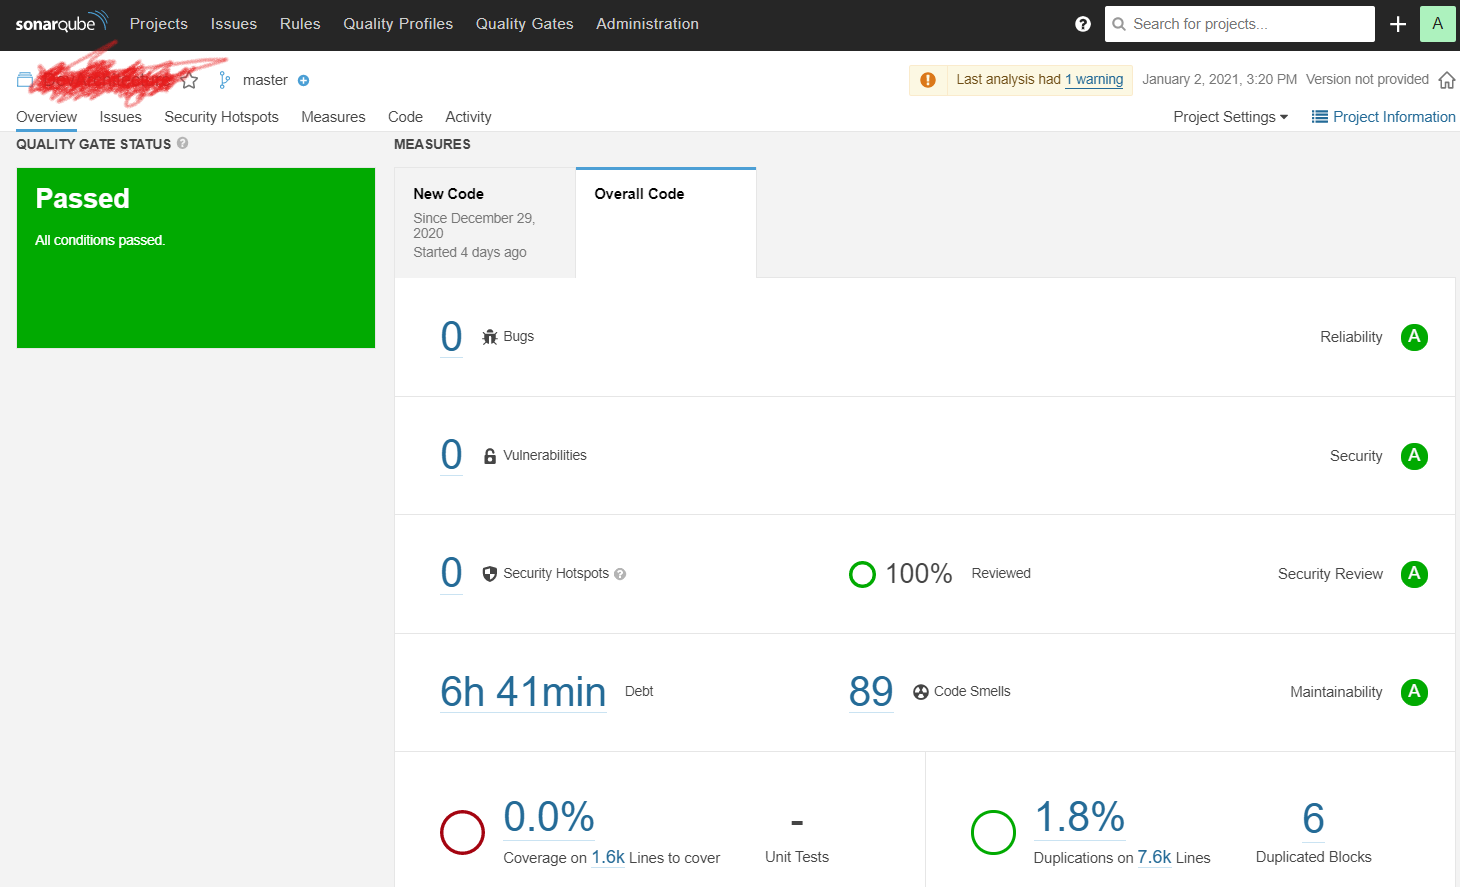 sonarqube Projects Issues Rules Quality Profiles Quality Gates Administration ? Search for projects... + A
master Last analysis had 1 warning January 2, 2021, 3:20 PM Version not provided
Overview Issues Security Hotspots Measures Code Activity Project Settings Project Information
QUALITY GATE STATUS ? MEASURES
Passed
All conditions passed.
New Code
Since December 29,
2020
Started 4 days ago
Overall Code
0 Bugs Reliability A
0 Vulnerabilities Security A
0 Security Hotspots ? 100% Reviewed Security Review A
6h 41min Debt 89 Code Smells Maintainability A
0.0% - 1.8% 6
Coverage on 1.6k Lines to cover Unit Tests Duplications on 7.6k Lines Duplicated Blocks